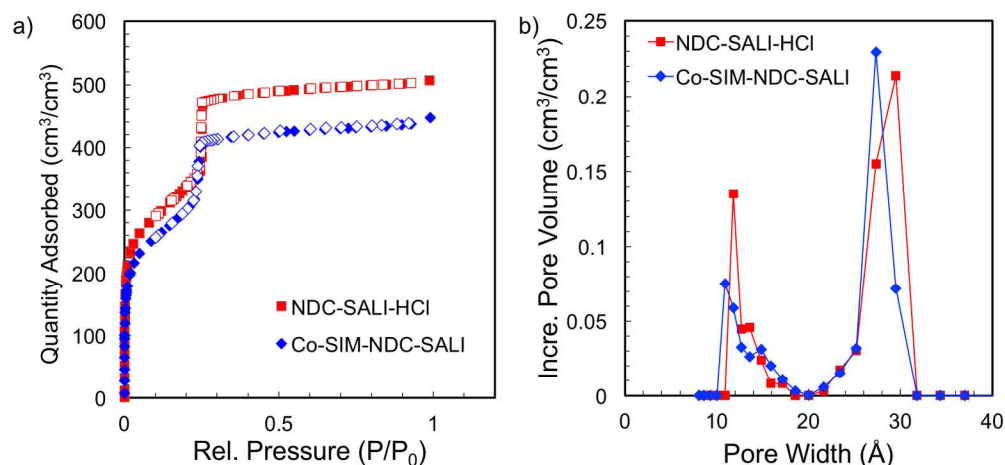 a)
Quantity Adsorbed (cm³/cm³)
600
500
400
300
200
100
0
NDC-SALI-HCl
Co-SIM-NDC-SALI
0
0.5
1
Rel. Pressure (P/P₀)
b)
Incre. Pore Volume (cm³/cm³)
0.25
0.2
0.15
0.1
0.05
0
NDC-SALI-HCl
Co-SIM-NDC-SALI
0
10
20
30
40
Pore Width (Å)